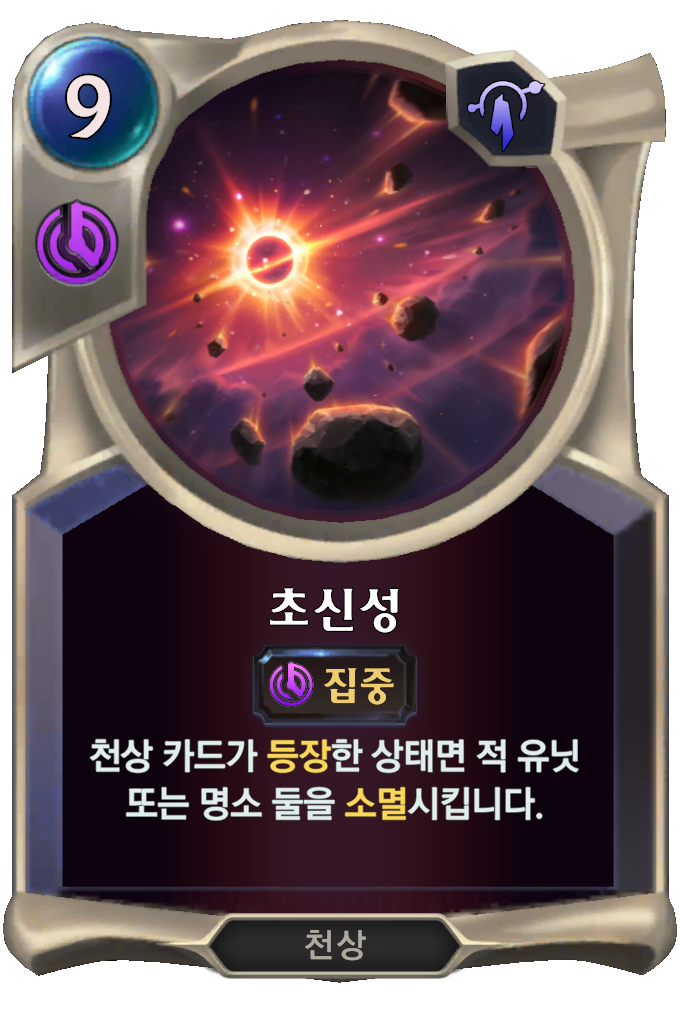 9
초신성
집중
천상 카드가 등장한 상태면 적 유닛
또는 명소 둘을 소멸시킵니다.
천상